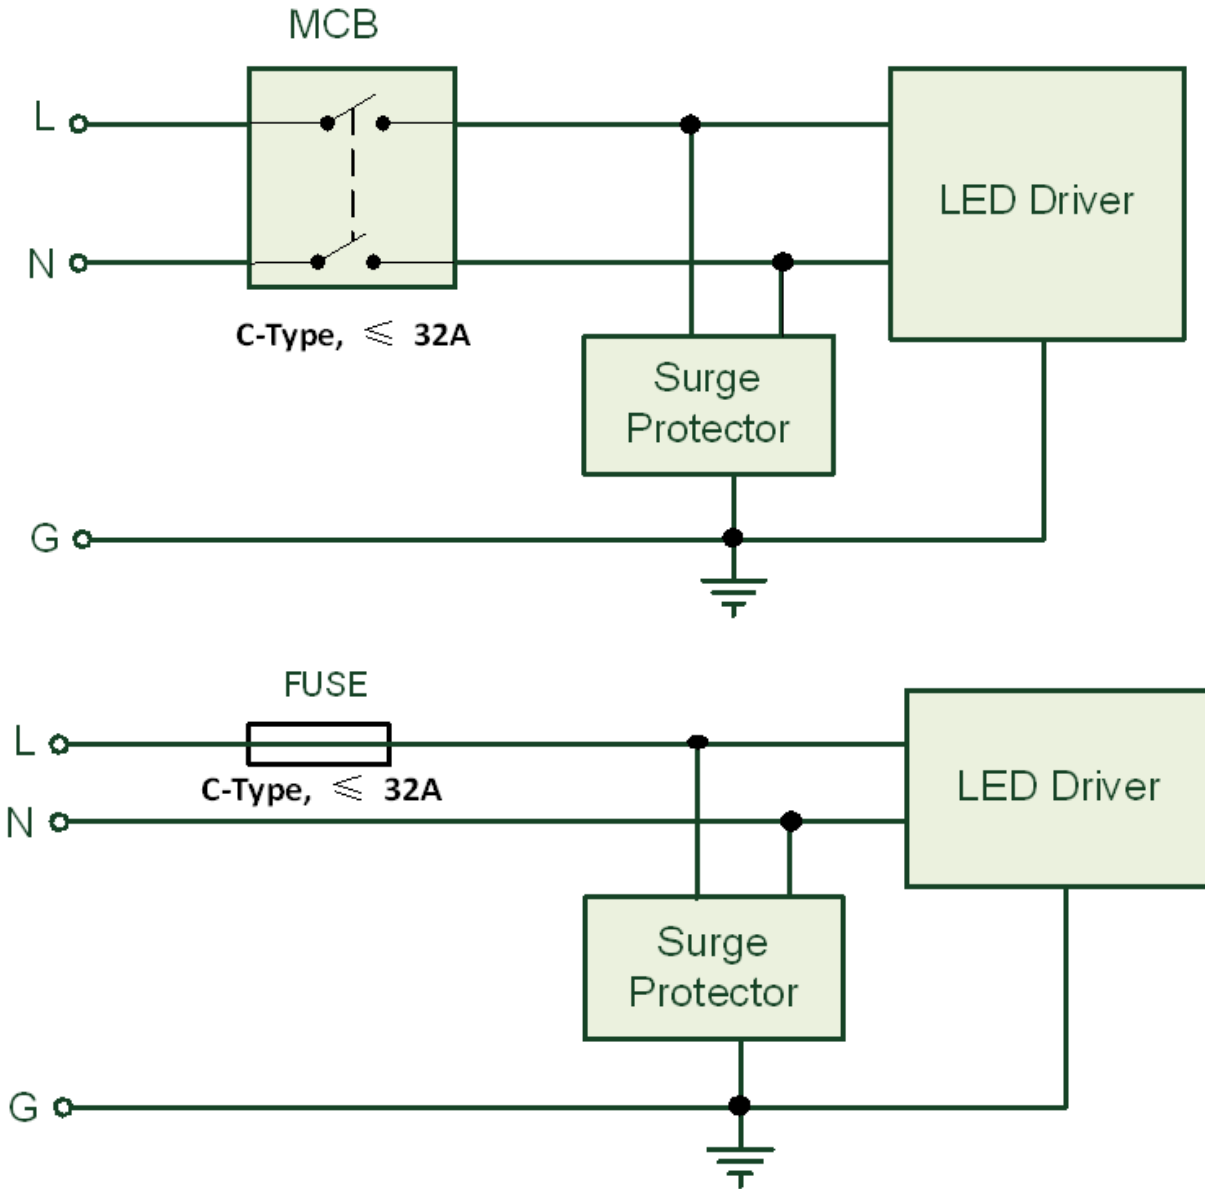 MCB
L
LED Driver
N
C-Type, ≤ 32A
Surge
Protector
G
FUSE
L
C-Type, ≤ 32A
LED Driver
N
Surge
Protector
G